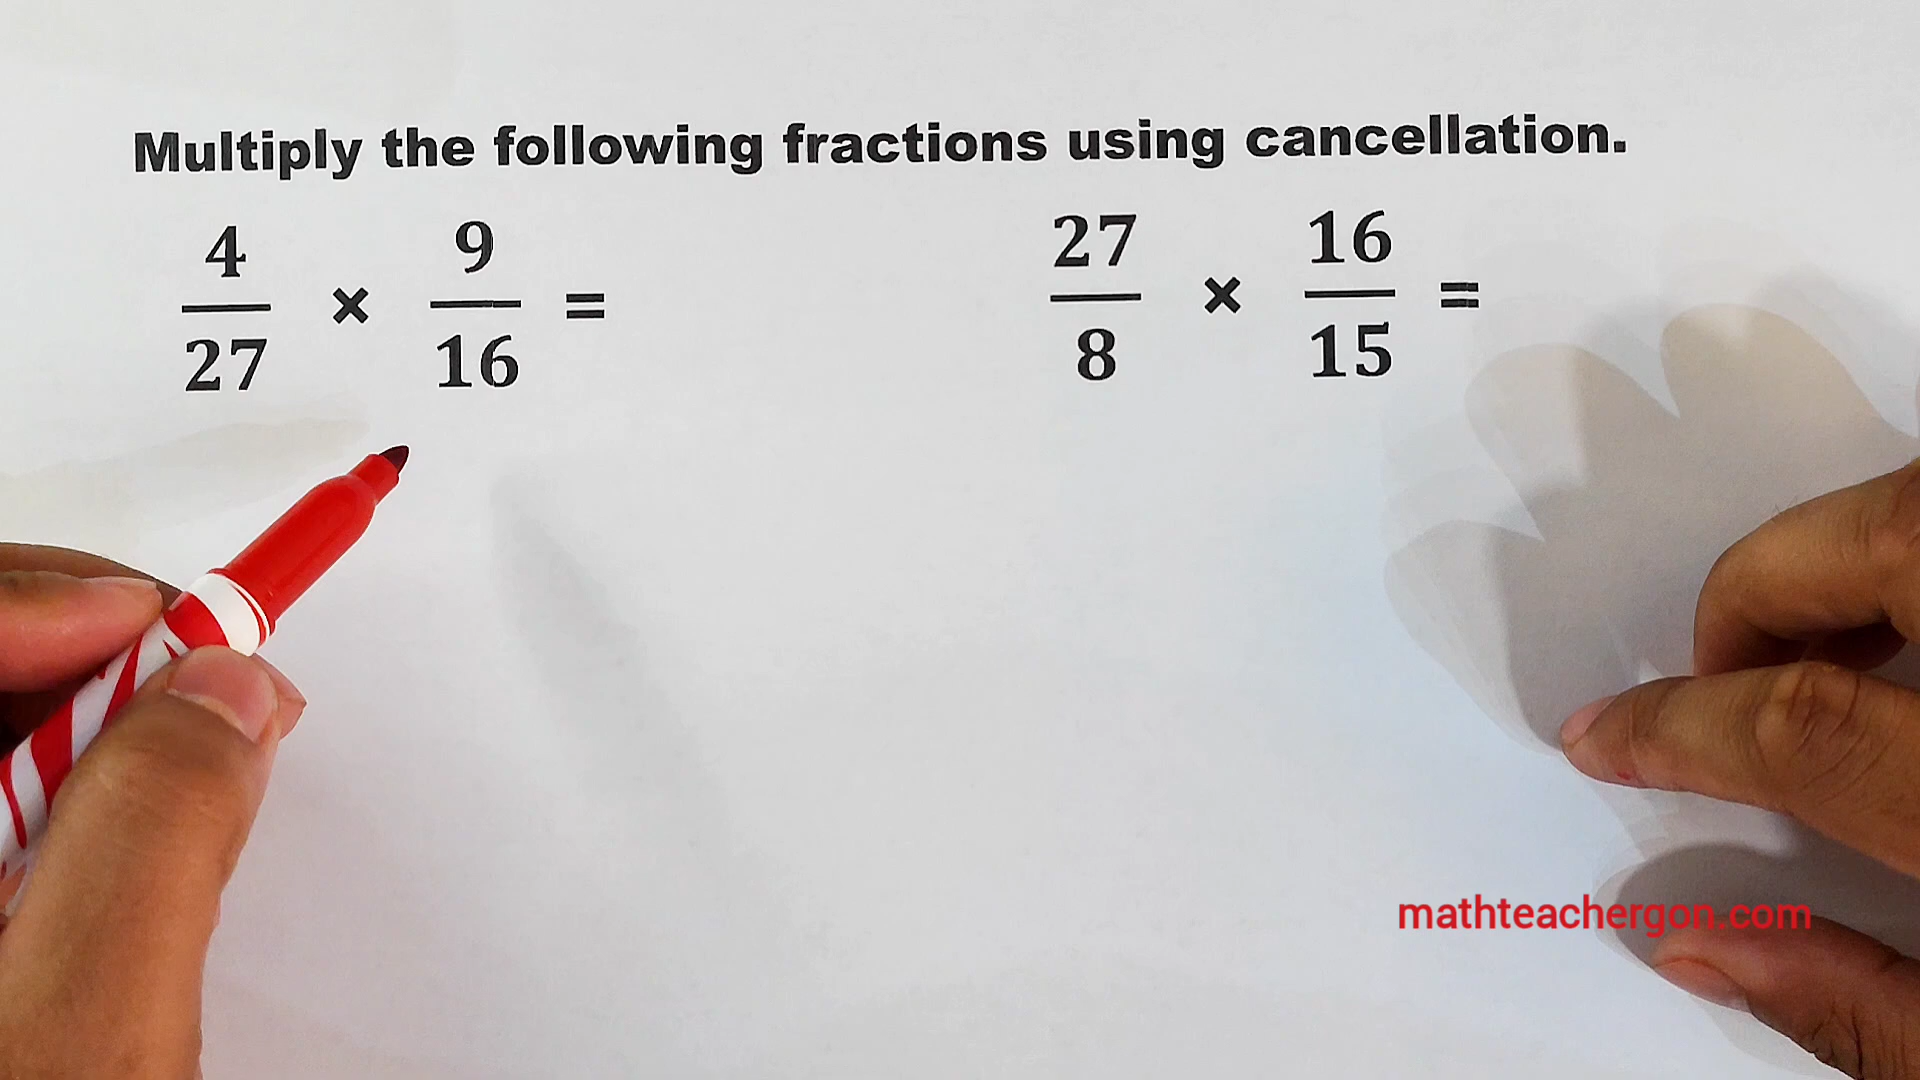 Multiply the following fractions using cancellation.
4/27 × 9/16 =
27/8 × 16/15 =
mathteachergon.com